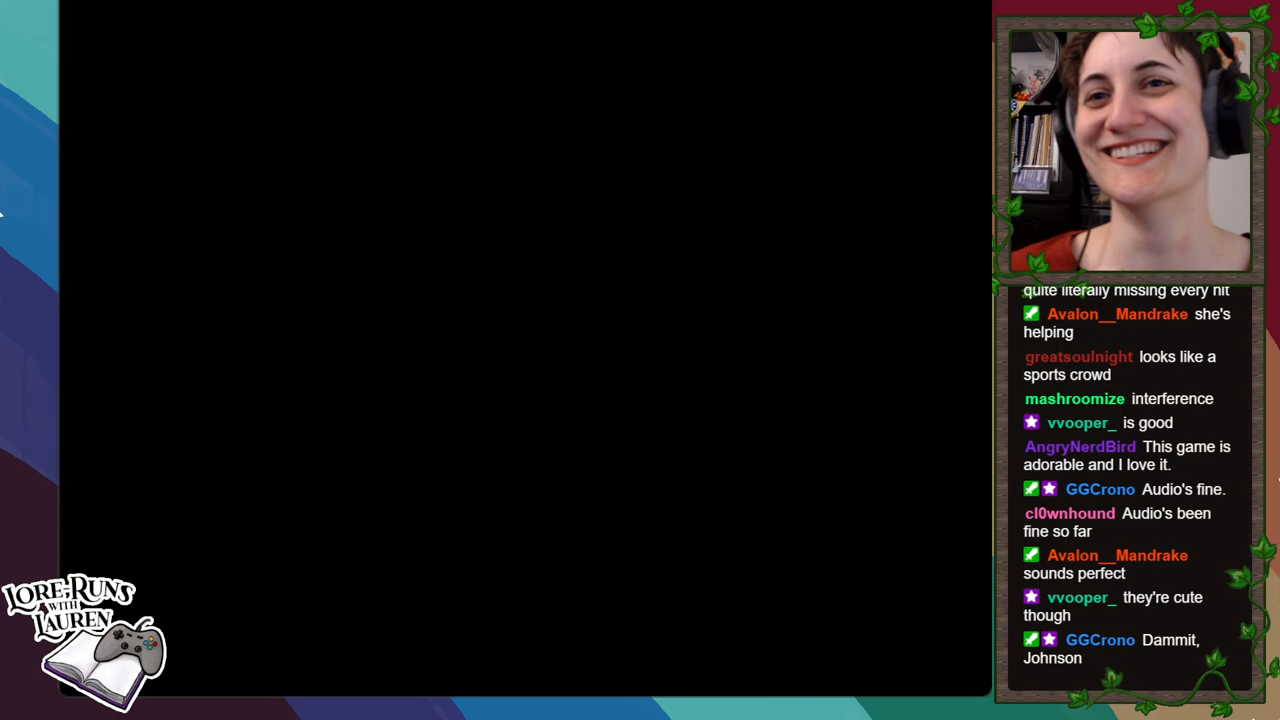 quite literally missing every hit
Avalon__Mandrake she's
helping
greatsoulnight looks like a
sports crowd
mashroomize interference
vvooper_ is good
AngryNerdBird This game is
adorable and I love it.
GGCrono Audio's fine.
cl0wnhound Audio's been
fine so far
Avalon__Mandrake
sounds perfect
vvooper_ they're cute
though
GGCrono Dammit,
Johnson
LORE-RUNS
WITH
LAUREN